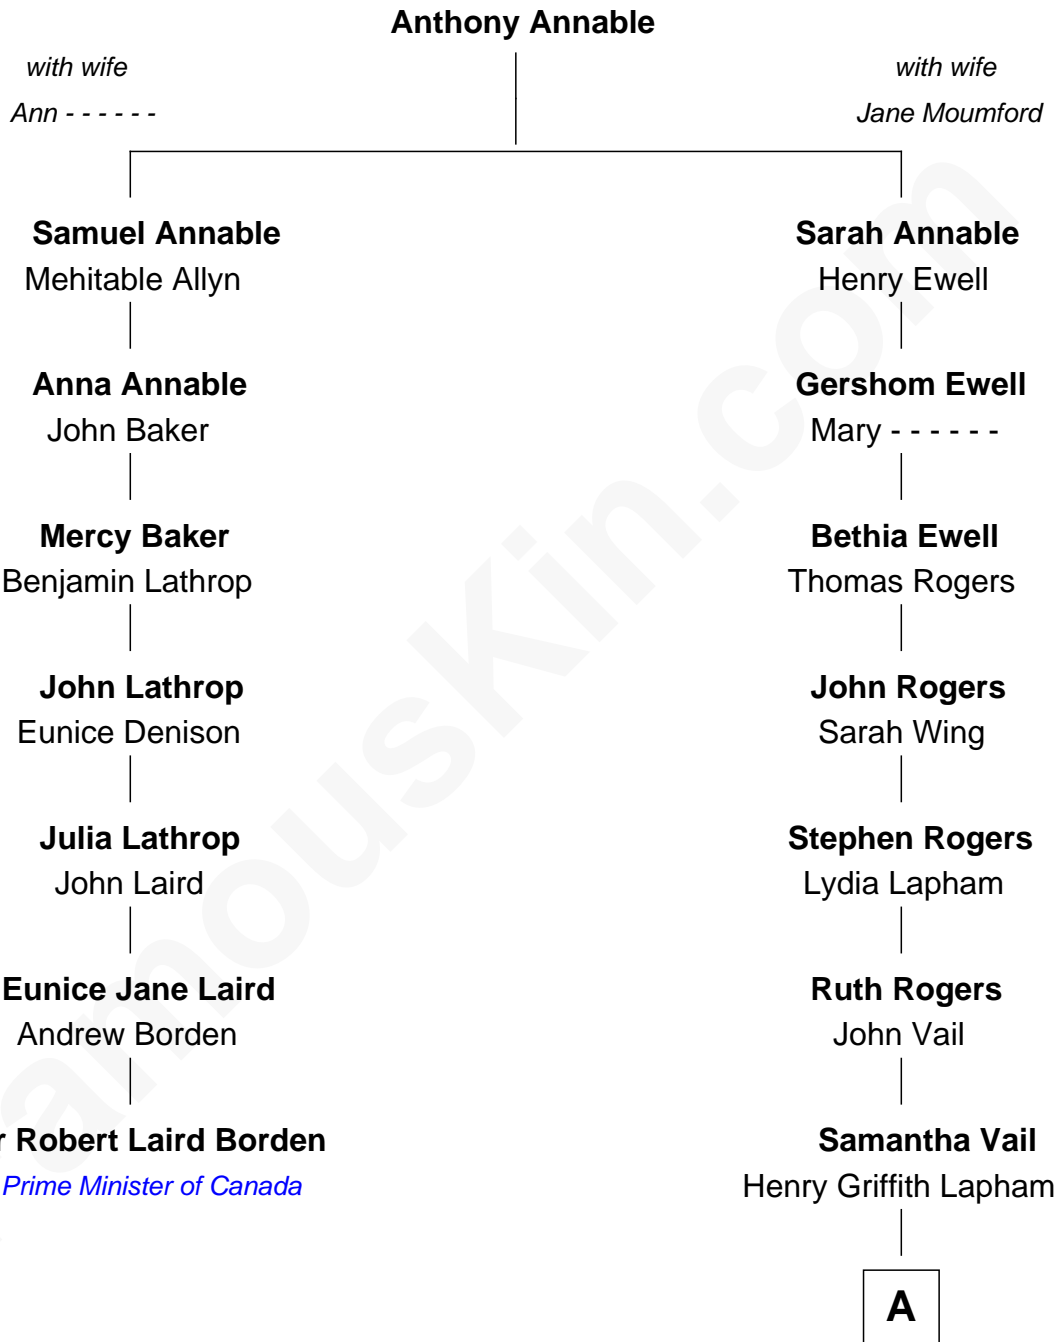 Anthony Annable
with wife
Ann - - - - - -
with wife
Jane Moumford
Samuel Annable
Mehitable Allyn
Sarah Annable
Henry Ewell
Anna Annable
John Baker
Gershom Ewell
Mary - - - - - -
Mercy Baker
Benjamin Lathrop
Bethia Ewell
Thomas Rogers
John Lathrop
Eunice Denison
John Rogers
Sarah Wing
Julia Lathrop
John Laird
Stephen Rogers
Lydia Lapham
Eunice Jane Laird
Andrew Borden
Ruth Rogers
John Vail
r Robert Laird Borden
Prime Minister of Canada
Samantha Vail
Henry Griffith Lapham
A
amouskin.com